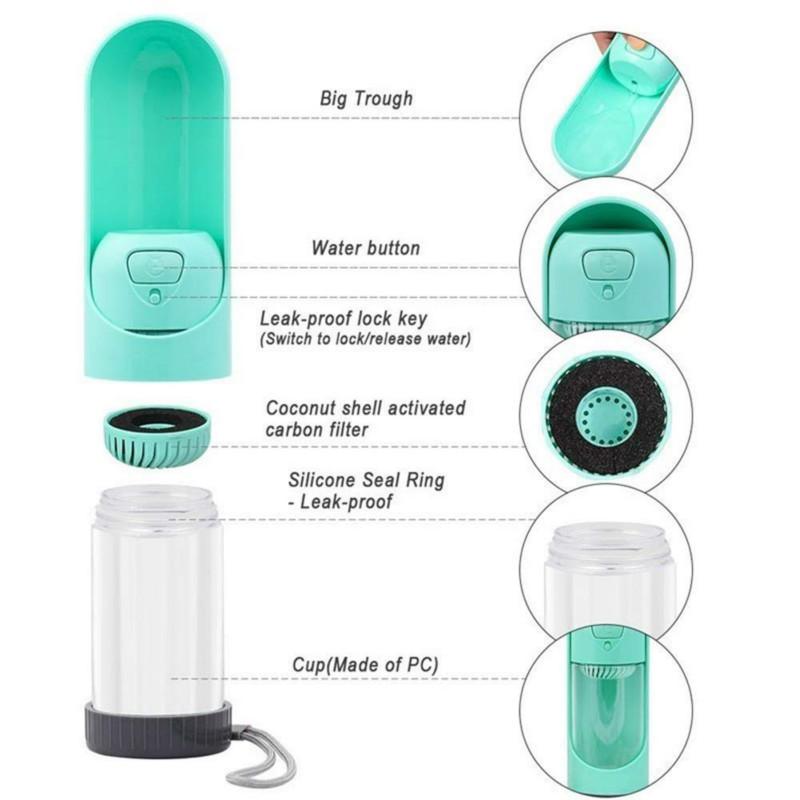 Big Trough
Water button
Leak-proof lock key
(Switch to lock/release water)
Coconut shell activated
carbon filter
Silicone Seal Ring
- Leak-proof
Cup(Made of PC)